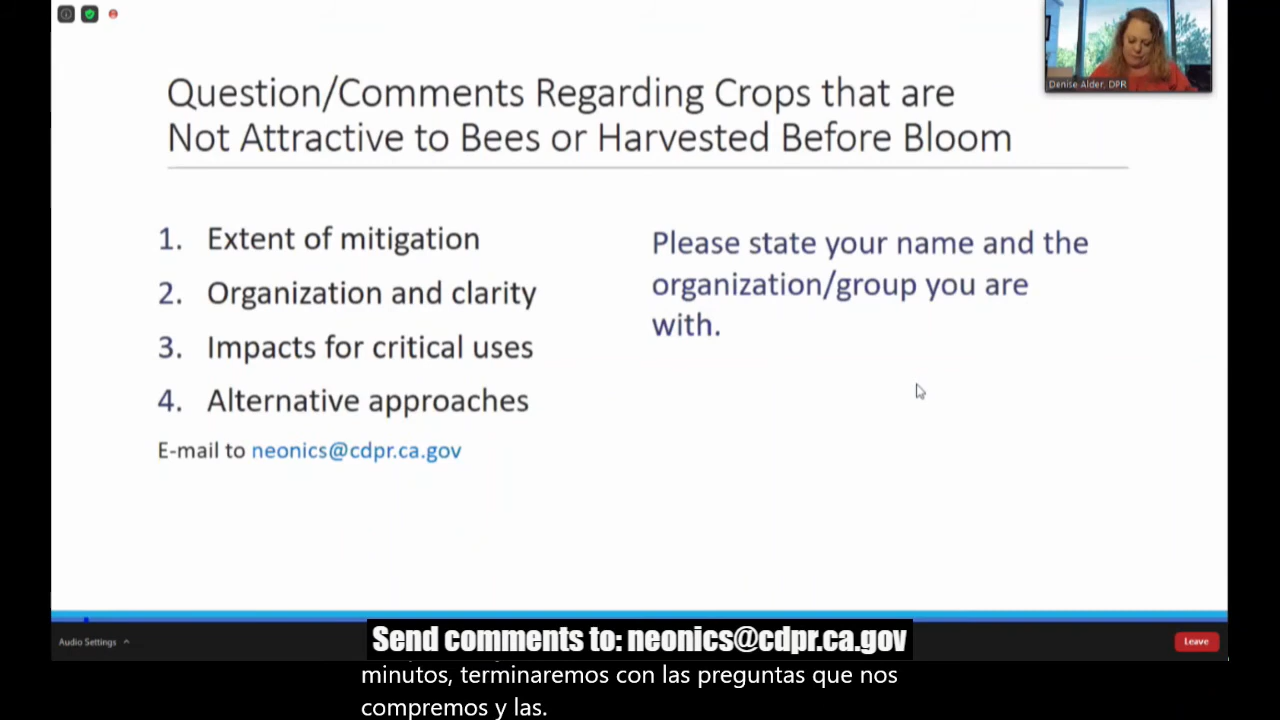 Denise Alder, DPR
Question/Comments Regarding Crops that are
Not Attractive to Bees or Harvested Before Bloom
1. Extent of mitigation
2. Organization and clarity
3. Impacts for critical uses
4. Alternative approaches
E-mail to neonics@cdpr.ca.gov
Please state your name and the
organization/group you are
with.
Audio Settings
Leave
Send comments to: neonics@cdpr.ca.gov
minutos, terminaremos con las preguntas que nos
compremos y las.